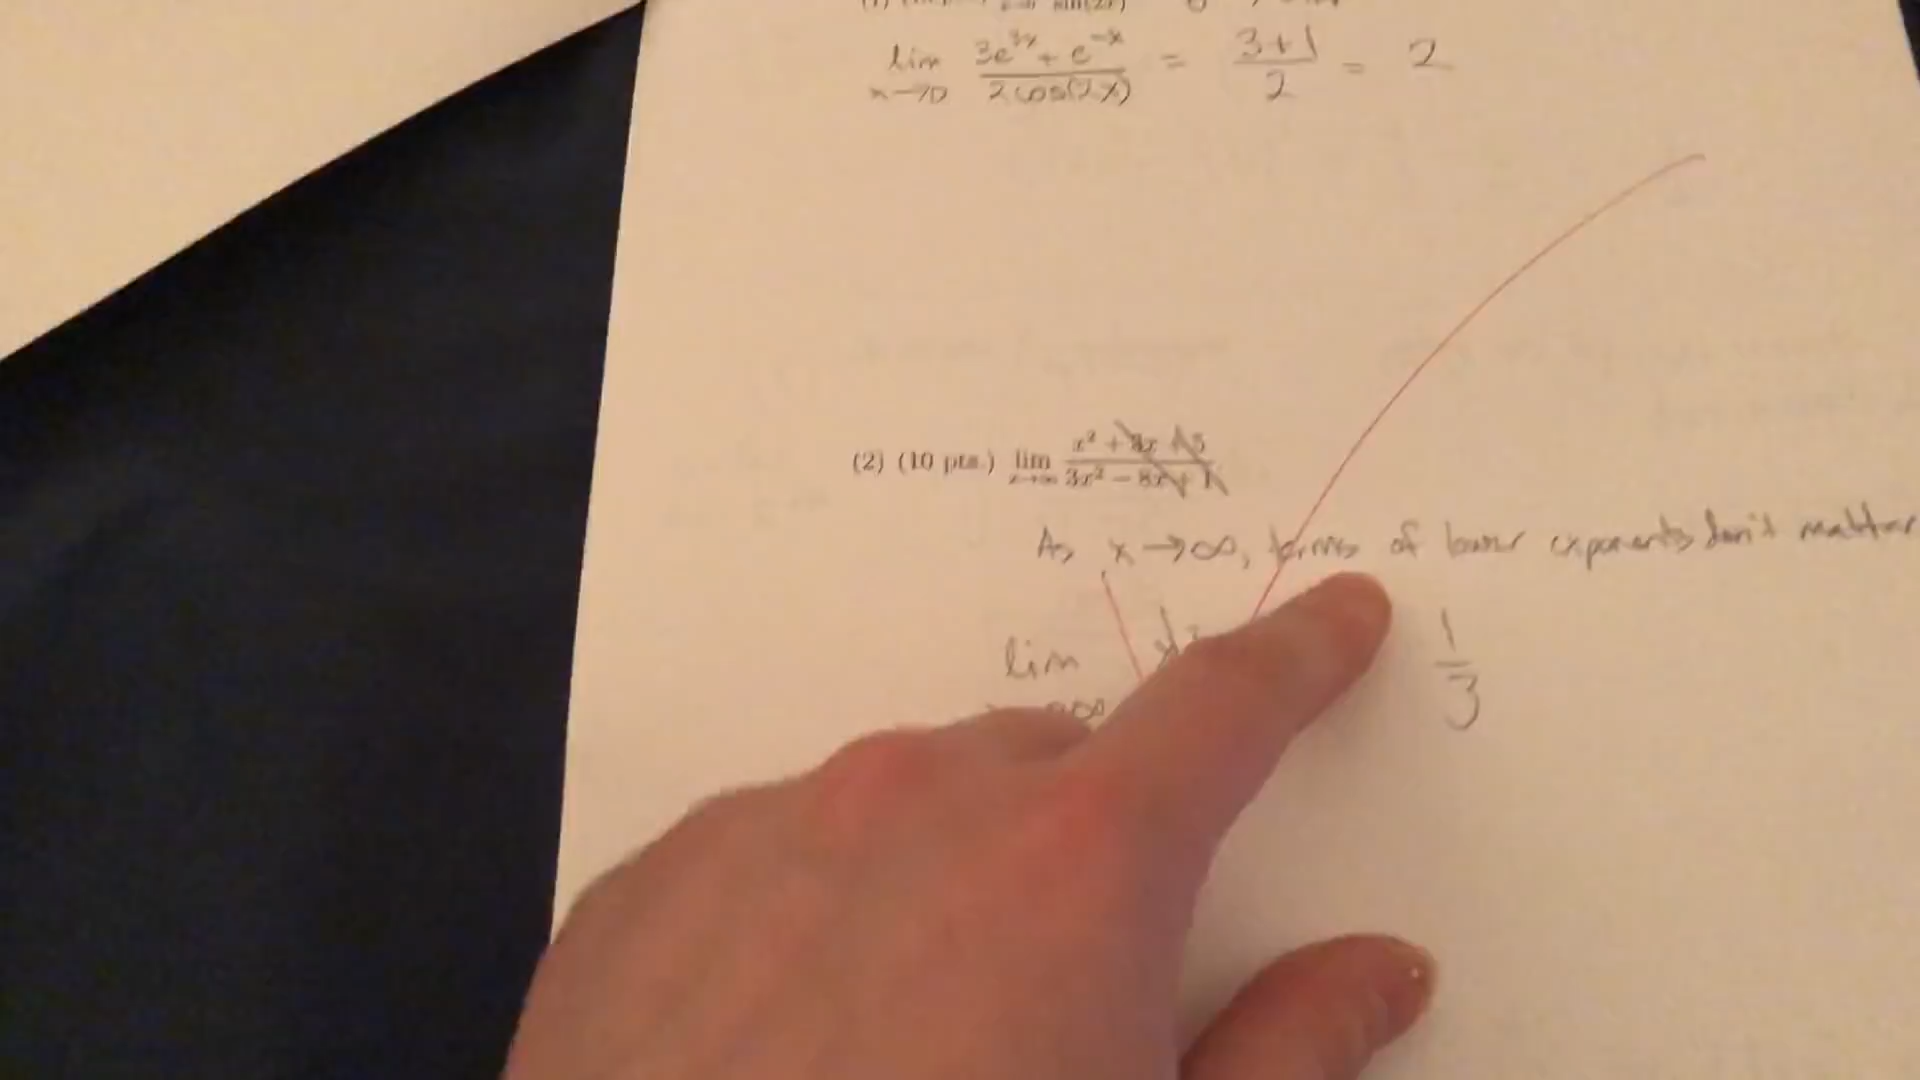 lim 3e^3x + e^-x / 2cos(2x) = 3+1 / 2 = 2
x→0
(2) (10 pts.) lim x→∞ x² + x + 5 / 3x² − 8x + 1
As x→∞, terms of lower exponents don't matter
lim 1/3